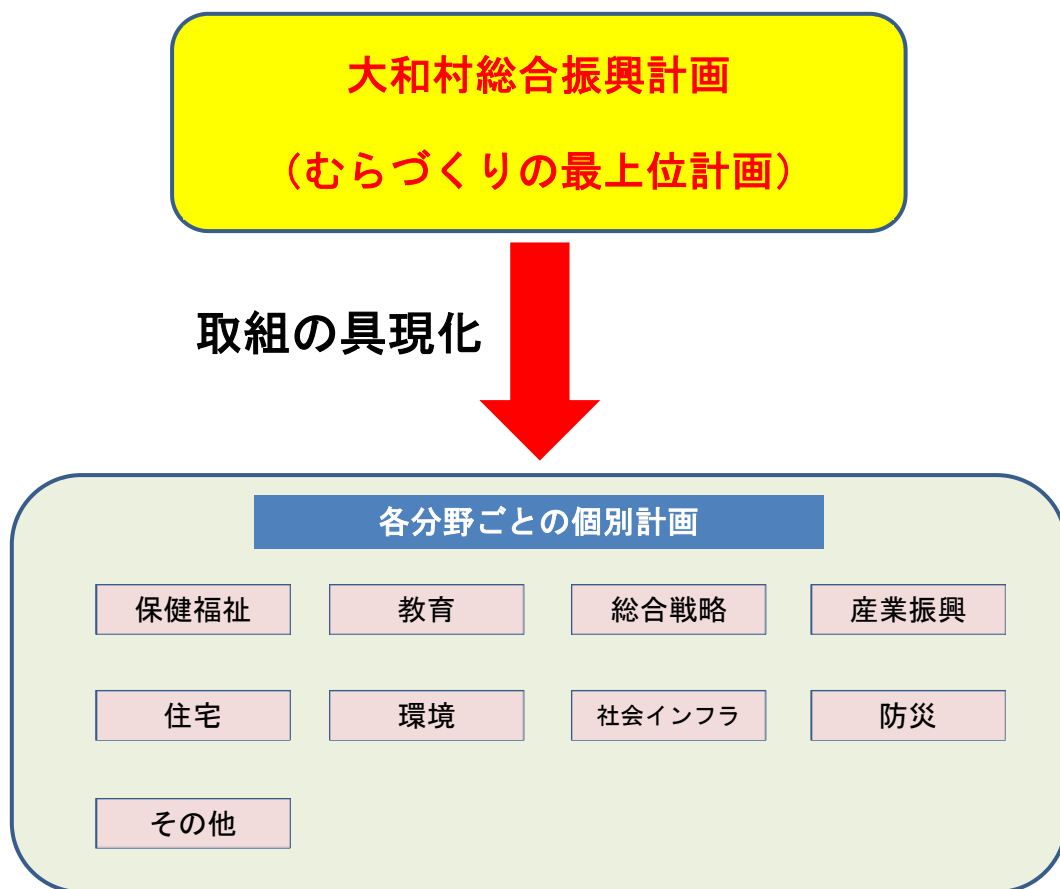 大和村総合振興計画
(むらづくりの最上位計画)
取組の具現化
各分野ごとの個別計画
保健福祉 教育 総合戦略 産業振興
住宅 環境 社会インフラ 防災
その他